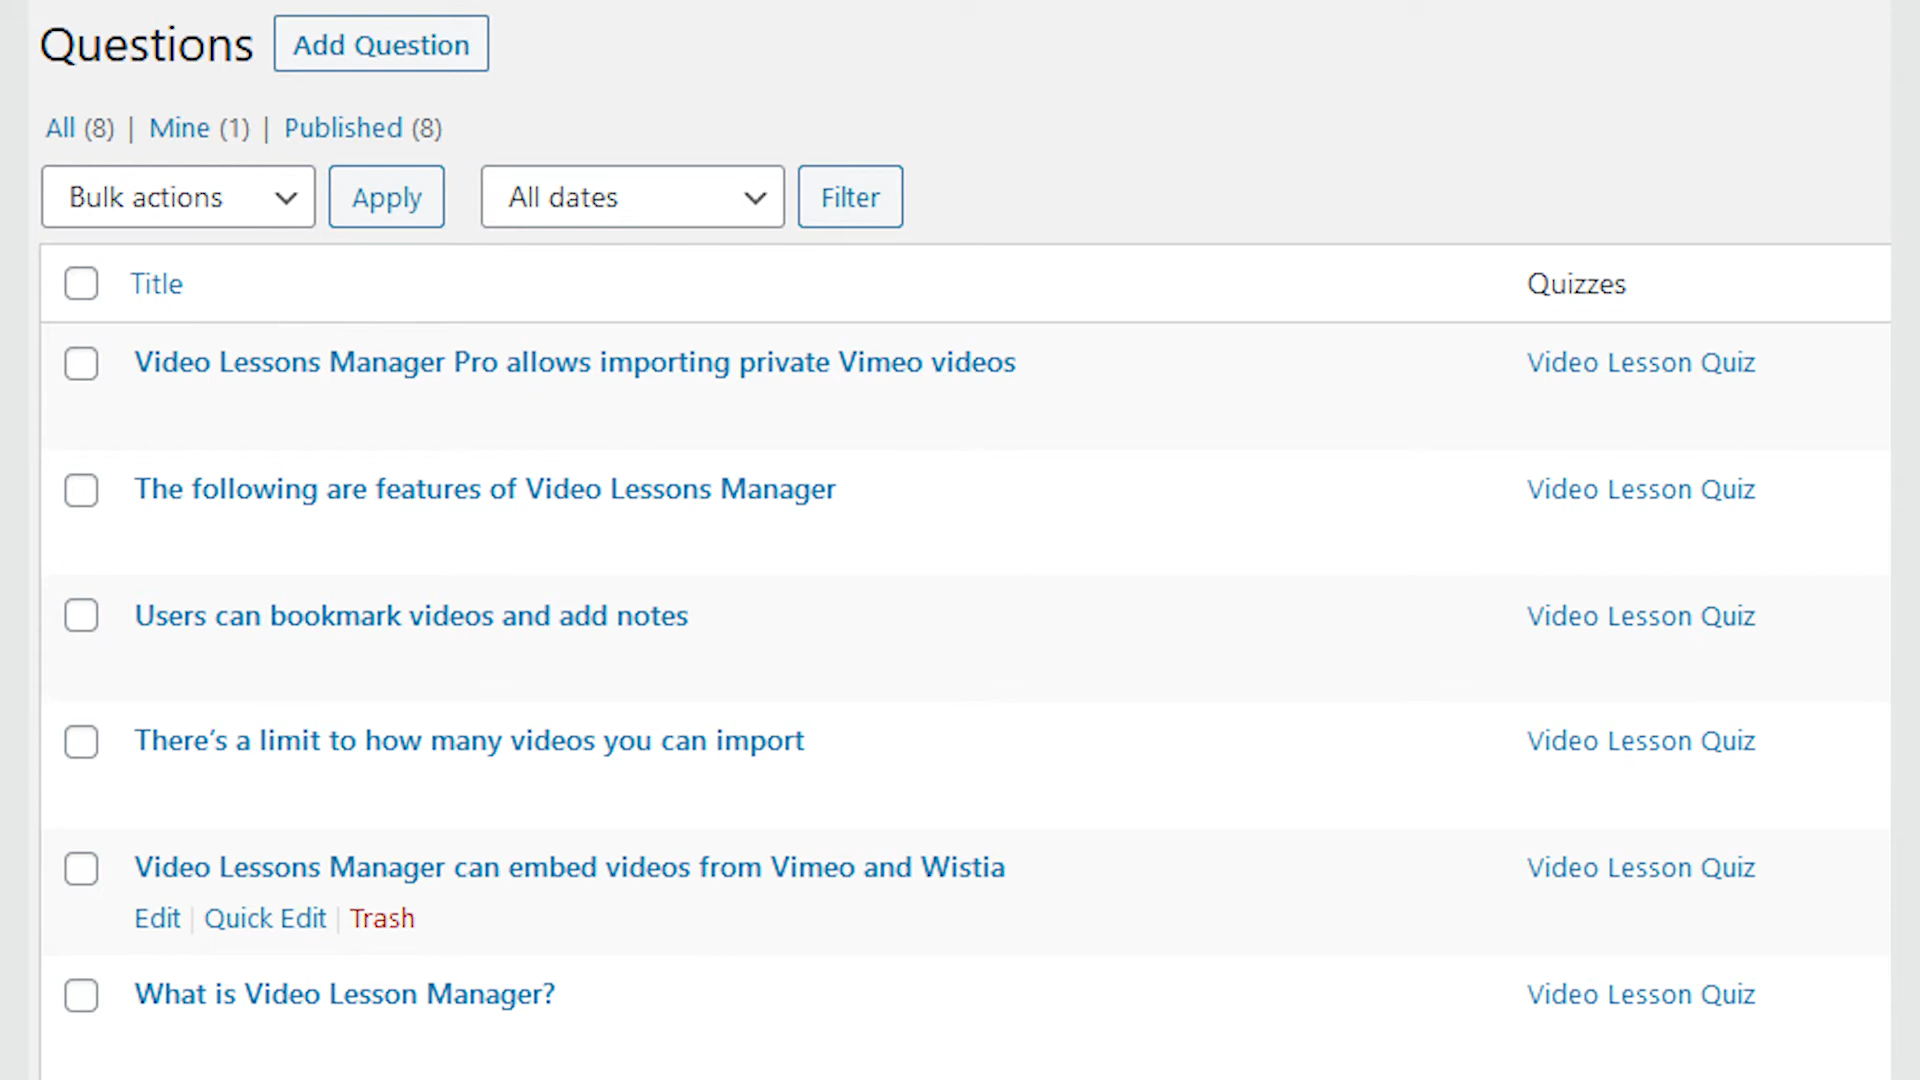 Questions Add Question
All (8) | Mine (1) | Published (8)
Bulk actions Apply All dates Filter
Title Quizzes
Video Lessons Manager Pro allows importing private Vimeo videos Video Lesson Quiz
The following are features of Video Lessons Manager Video Lesson Quiz
Users can bookmark videos and add notes Video Lesson Quiz
There's a limit to how many videos you can import Video Lesson Quiz
Video Lessons Manager can embed videos from Vimeo and Wistia Video Lesson Quiz
Edit | Quick Edit | Trash
What is Video Lesson Manager? Video Lesson Quiz